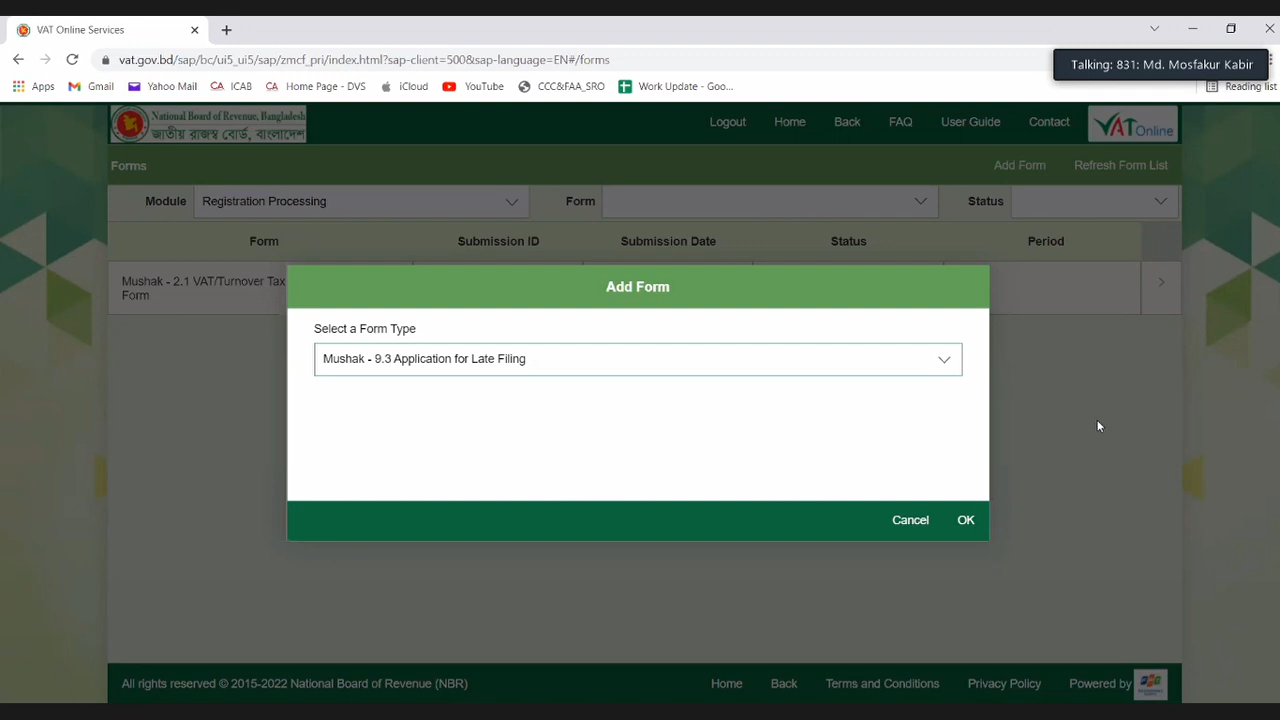 VAT Online Services
vat.gov.bd/sap/bc/ui5_ui5/sap/zmcf_pri/index.html?sap-client=500&sap-language=EN#/forms
Talking: 831: Md. Mosfakur Kabir
Apps Gmail Yahoo Mail CA ICAB CA Home Page - DVS iCloud YouTube CCC&FAA_SRO Work Update - Goo... Reading list
National Board of Revenue, Bangladesh
জাতীয় রাজস্ব বোর্ড, বাংলাদেশ
Logout Home Back FAQ User Guide Contact VAT Online
Forms Add Form Refresh Form List
Module Registration Processing Form Status
Form Submission ID Submission Date Status Period
Mushak - 2.1 VAT/Turnover Tax
Form
Add Form
Select a Form Type
Mushak - 9.3 Application for Late Filing
Cancel OK
All rights reserved © 2015-2022 National Board of Revenue (NBR) Home Back Terms and Conditions Privacy Policy Powered by